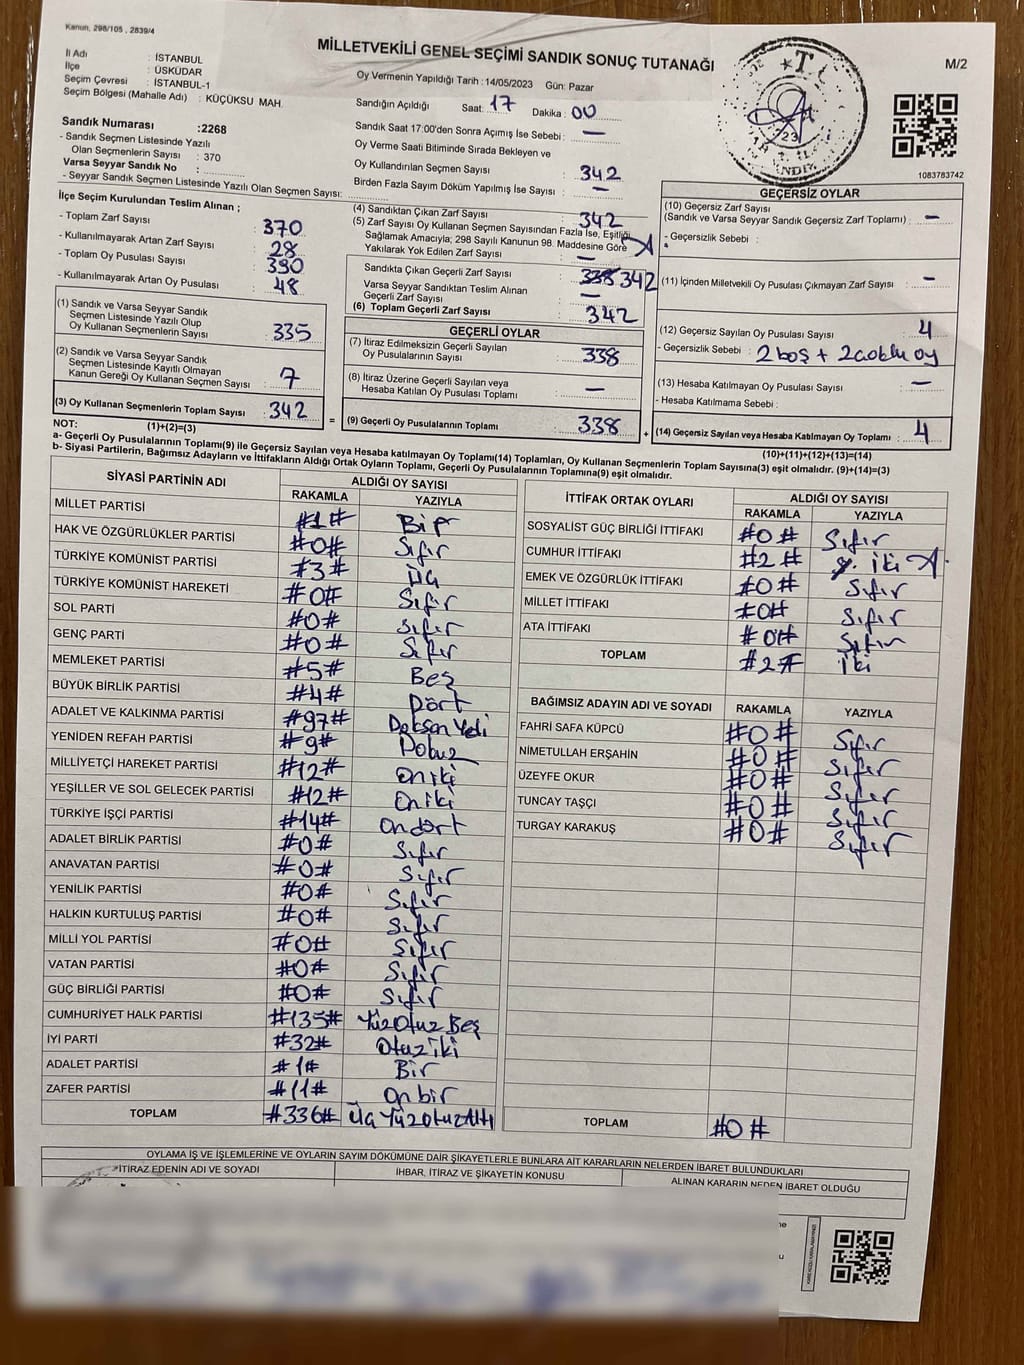 Kanun, 298/105 , 2839/4
MİLLETVEKİLİ GENEL SEÇİMİ SANDIK SONUÇ TUTANAĞI
M/2
İl Adı : İSTANBUL
İlçe : ÜSKÜDAR
Seçim Çevresi : İSTANBUL-1
Seçim Bölgesi (Mahalle Adı) : KÜÇÜKSU MAH.
Oy Vermenin Yapıldığı Tarih :14/05/2023 Gün: Pazar
Sandığın Açıldığı Saat: 17 Dakika : 00
Sandık Saat 17:00'den Sonra Açımış İse Sebebi : —
Oy Verme Saati Bitiminde Sırada Bekleyen ve
Oy Kullandırılan Seçmen Sayısı : 342
Birden Fazla Sayım Döküm Yapılmış İse Sayısı : —
1083783742
Sandık Numarası :2268
- Sandık Seçmen Listesinde Yazılı
Olan Seçmenlerin Sayısı : 370
Varsa Seyyar Sandık No :
- Seyyar Sandık Seçmen Listesinde Yazılı Olan Seçmen Sayısı:
İlçe Seçim Kurulundan Teslim Alınan ;
- Toplam Zarf Sayısı : 370
- Kullanılmayarak Artan Zarf Sayısı : 28
- Toplam Oy Pusulası Sayısı : 390
- Kullanılmayarak Artan Oy Pusulası : 48
(1) Sandık ve Varsa Seyyar Sandık
Seçmen Listesinde Yazılı Olup
Oy Kullanan Seçmenlerin Sayısı : 335
(2) Sandık ve Varsa Seyyar Sandık
Seçmen Listesinde Kayıtlı Olmayan
Kanun Gereği Oy Kullanan Seçmen Sayısı : 7
(3) Oy Kullanan Seçmenlerin Toplam Sayısı : 342
(1)+(2)=(3)
(4) Sandıktan Çıkan Zarf Sayısı : 342
(5) Zarf Sayısı Oy Kullanan Seçmen Sayısından Fazla İse, Eşitliği
Sağlamak Amacıyla; 298 Sayılı Kanunun 98. Maddesine Göre
Yakılarak Yok Edilen Zarf Sayısı : —
Sandıkta Çıkan Geçerli Zarf Sayısı : 338 342
Varsa Seyyar Sandıktan Teslim Alınan
Geçerli Zarf Sayısı : —
(6) Toplam Geçerli Zarf Sayısı : 342
GEÇERLİ OYLAR
(7) İtiraz Edilmeksizin Geçerli Sayılan
Oy Pusulalarının Sayısı : 338
(8) İtiraz Üzerine Geçerli Sayılan veya
Hesaba Katılan Oy Pusulası Toplamı : —
= (9) Geçerli Oy Pusulalarının Toplamı : 338 +
GEÇERSİZ OYLAR
(10) Geçersiz Zarf Sayısı
(Sandık ve Varsa Seyyar Sandık Geçersiz Zarf Toplamı) : —
- Geçersizlik Sebebi :
(11) İçinden Milletvekili Oy Pusulası Çıkmayan Zarf Sayısı : —
(12) Geçersiz Sayılan Oy Pusulası Sayısı : 4
- Geçersizlik Sebebi : 2 boş + 2 çoklu oy
(13) Hesaba Katılmayan Oy Pusulası Sayısı : —
- Hesaba Katılmama Sebebi :
(14) Geçersiz Sayılan veya Hesaba Katılmayan Oy Toplamı : 4
(10)+(11)+(12)+(13)=(14)
NOT:
a- Geçerli Oy Pusulalarının Toplamı(9) ile Geçersiz Sayılan veya Hesaba katılmayan Oy Toplamı(14) Toplamları, Oy Kullanan Seçmenlerin Toplam Sayısına(3) eşit olmalıdır. (9)+(14)=(3)
b- Siyasi Partilerin, Bağımsız Adayların ve İttifakların Aldığı Ortak Oyların Toplamı, Geçerli Oy Pusulalarının Toplamına(9) eşit olmalıdır.
SİYASİ PARTİNİN ADI ALDIĞI OY SAYISI
RAKAMLA YAZIYLA
MİLLET PARTİSİ #1# Bir
HAK VE ÖZGÜRLÜKLER PARTİSİ #0# Sıfır
TÜRKİYE KOMÜNİST PARTİSİ #3# Üç
TÜRKİYE KOMÜNİST HAREKETİ #0# Sıfır
SOL PARTİ #0# Sıfır
GENÇ PARTİ #0# Sıfır
MEMLEKET PARTİSİ #5# Beş
BÜYÜK BİRLİK PARTİSİ #4# Dört
ADALET VE KALKINMA PARTİSİ #97# Doksan Yedi
YENİDEN REFAH PARTİSİ #9# Dokuz
MİLLİYETÇİ HAREKET PARTİSİ #12# on iki
YEŞİLLER VE SOL GELECEK PARTİSİ #12# On iki
TÜRKİYE İŞÇİ PARTİSİ #14# On dört
ADALET BİRLİK PARTİSİ #0# Sıfır
ANAVATAN PARTİSİ #0# Sıfır
YENİLİK PARTİSİ #0# Sıfır
HALKIN KURTULUŞ PARTİSİ #0# Sıfır
MİLLİ YOL PARTİSİ #0# Sıfır
VATAN PARTİSİ #0# Sıfır
GÜÇ BİRLİĞİ PARTİSİ #0# Sıfır
CUMHURİYET HALK PARTİSİ #135# Yüz Otuz Beş
İYİ PARTİ #32# Otuz iki
ADALET PARTİSİ #1# Bir
ZAFER PARTİSİ #11# On bir
TOPLAM #336# Üç Yüz Otuz Altı
İTTİFAK ORTAK OYLARI ALDIĞI OY SAYISI
RAKAMLA YAZIYLA
SOSYALİST GÜÇ BİRLİĞİ İTTİFAKI #0# Sıfır
CUMHUR İTTİFAKI #2# İki
EMEK VE ÖZGÜRLÜK İTTİFAKI #0# Sıfır
MİLLET İTTİFAKI #0# Sıfır
ATA İTTİFAKI #0# Sıfır
TOPLAM #2# İki
BAĞIMSIZ ADAYIN ADI VE SOYADI RAKAMLA YAZIYLA
FAHRİ SAFA KÜPCÜ #0# Sıfır
NİMETULLAH ERŞAHİN #0# Sıfır
ÜZEYFE OKUR #0# Sıfır
TUNCAY TAŞÇI #0# Sıfır
TURGAY KARAKUŞ #0# Sıfır
TOPLAM #0#
OYLAMA İŞ VE İŞLEMLERİNE VE OYLARIN SAYIM DÖKÜMÜNE DAİR ŞİKAYETLERLE BUNLARA AİT KARARLARIN NELERDEN İBARET BULUNDUKLARI
İTİRAZ EDENİN ADI VE SOYADI İHBAR, İTİRAZ VE ŞİKAYETİN KONUSU ALINAN KARARIN NEDEN İBARET OLDUĞU